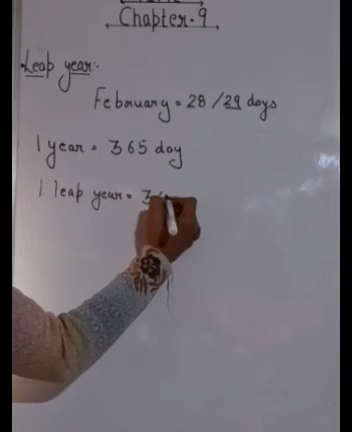 Chapter.9
Leap year:-
February = 28/29 days
1 year = 365 day
1 leap year = 3